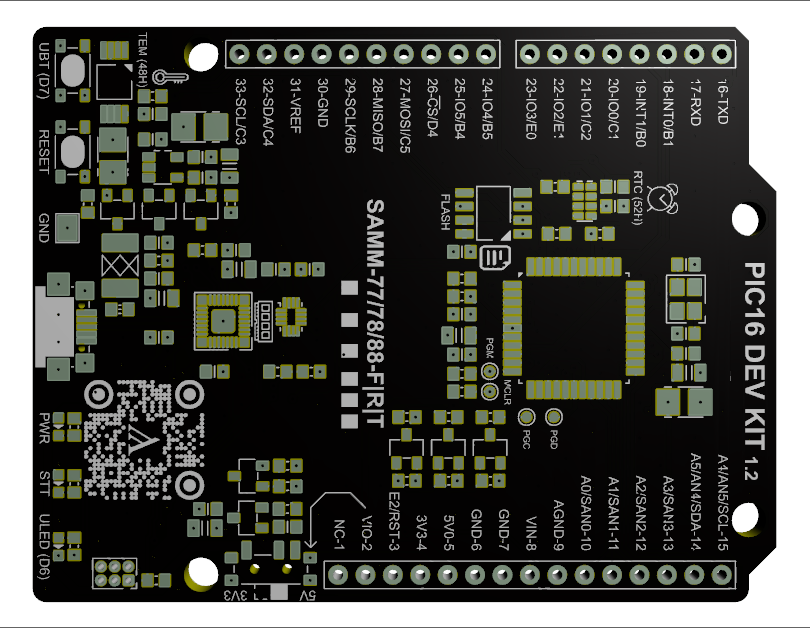 UBT (D7)
TEM (48H)
RESET
GND
PWR
STT
ULED (D6)
33-SCL/C3
32-SDA/C4
31-VREF
30-GND
29-SCLK/B6
28-MISO/B7
27-MOSI/C5
26-CS/D4
25-IO5/B4
24-IO4/B5
23-IO3/E0
22-IO2/E1
21-IO1/C2
20-IO0/C1
19-INT1/B0
18-INT0/B1
17-RXD
16-TXD
FLASH
RTC (52H)
SAMM-77/78/88-FIRIT
PGM
MCLR
PGC
PGD
PIC16 DEV KIT 1.2
NC-1
VIO-2
E2/RST-3
3V3-4
5V0-5
GND-6
GND-7
VIN-8
AGND-9
A0/SAN0-10
A1/SAN1-11
A2/SAN2-12
A3/SAN3-13
A5/AN4/SDA-14
A4/AN5/SCL-15
3V3
5V